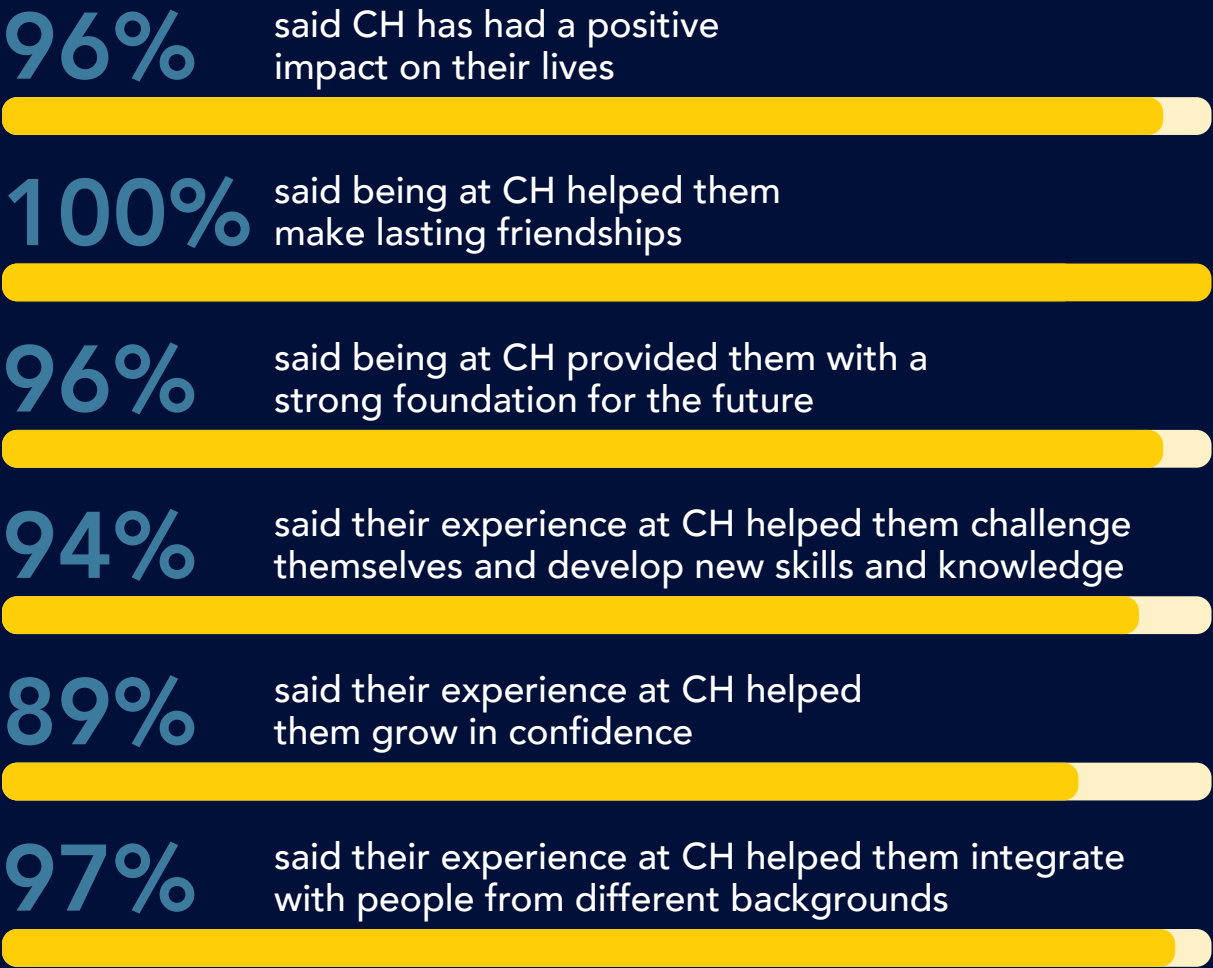 96%
said CH has had a positive
impact on their lives
100%
said being at CH helped them
make lasting friendships
96%
said being at CH provided them with a
strong foundation for the future
94%
said their experience at CH helped them challenge
themselves and develop new skills and knowledge
89%
said their experience at CH helped
them grow in confidence
97%
said their experience at CH helped them integrate
with people from different backgrounds